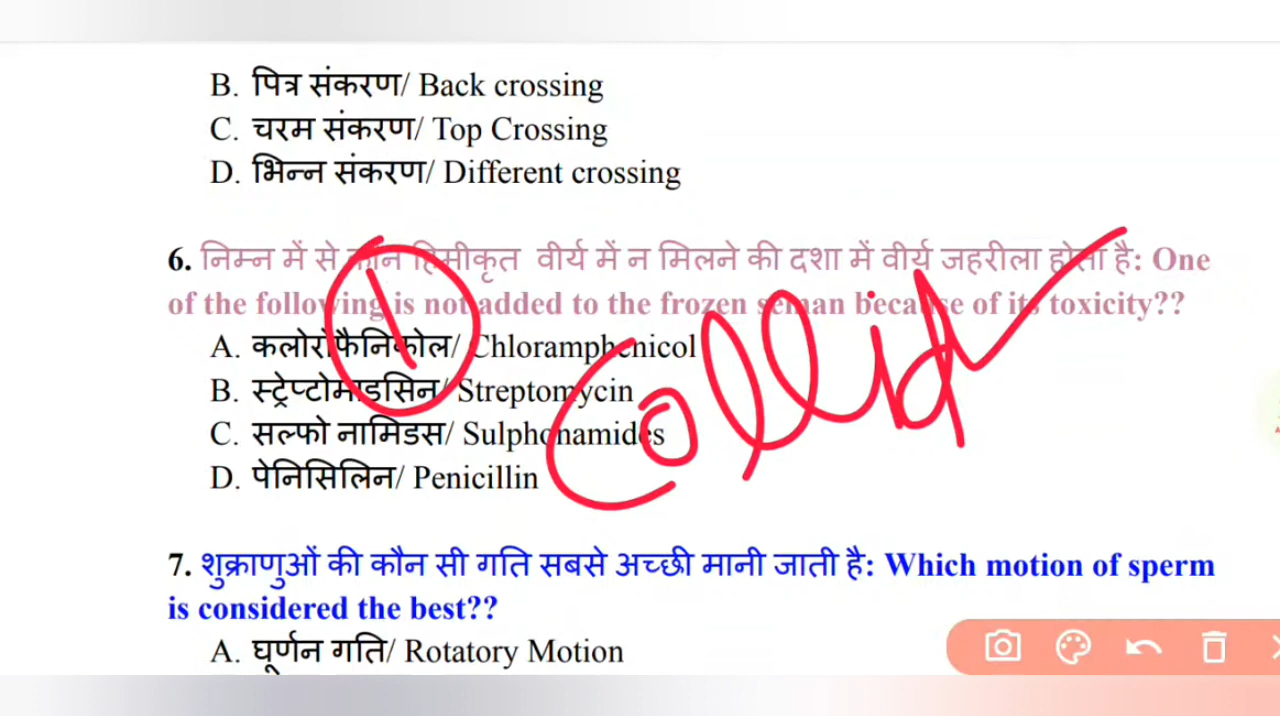 B. पित्र संकरण/ Back crossing
C. चरम संकरण/ Top Crossing
D. भिन्न संकरण/ Different crossing
6. निम्न में से कौन हिमीकृत वीर्य में न मिलने की दशा में वीर्य जहरीला होता है: One
of the following is not added to the frozen seman because of its toxicity??
A. कलोरोफैनिकोल/ Chloramphenicol
B. स्ट्रेप्टोमाइसिन/ Streptomycin
C. सल्फो नामिडस/ Sulphonamides
D. पेनिसिलिन/ Penicillin
1
7. शुक्राणुओं की कौन सी गति सबसे अच्छी मानी जाती है: Which motion of sperm
is considered the best??
A. घूर्णन गति/ Rotatory Motion